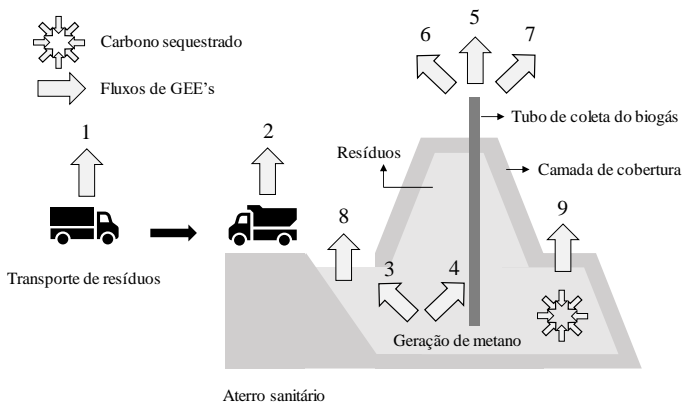 Carbono sequestrado
Fluxos de GEE's
1
2
6
5
7
Tubo de coleta do biogás
Resíduos
Camada de cobertura
8
9
3
4
Transporte de resíduos
Geração de metano
Aterro sanitário